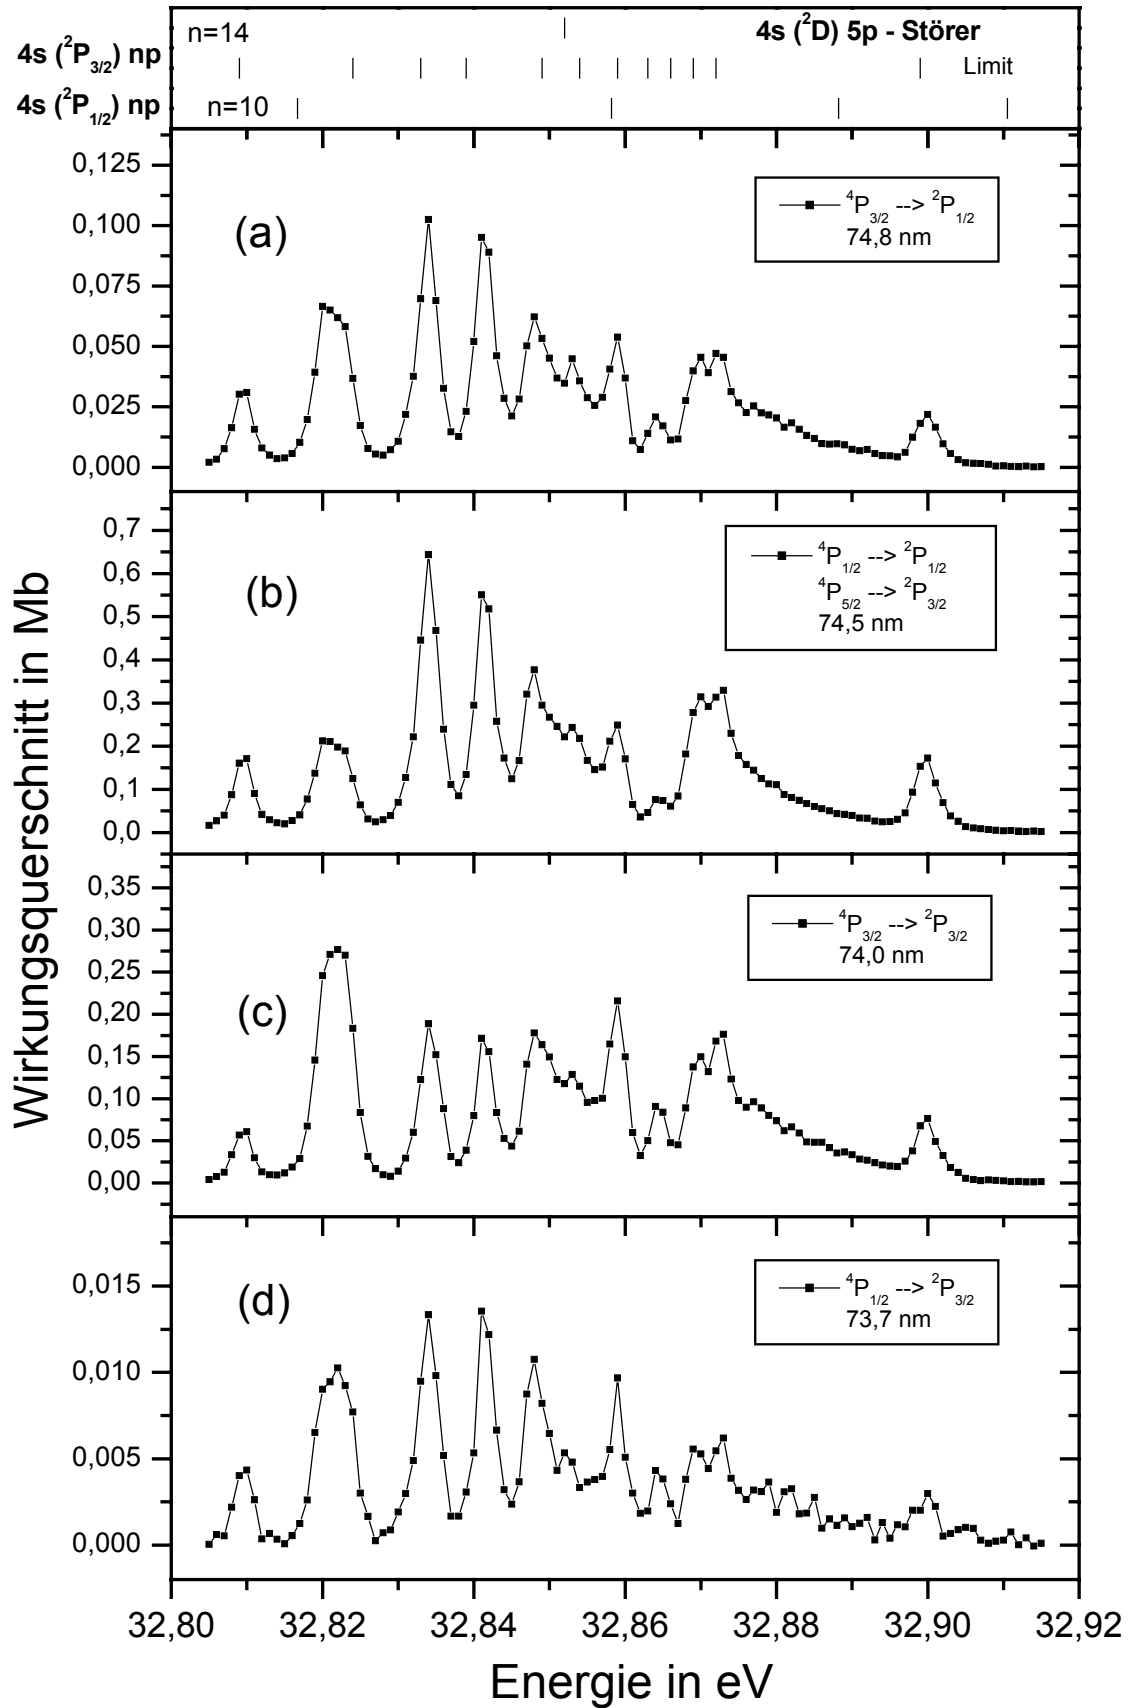 n=14 4s (²D) 5p - Störer
4s (²P₃/₂) np Limit
4s (²P₁/₂) np n=10
0,125
0,100
0,075
0,050
0,025
0,000
(a)
⁴P₃/₂ --> ²P₁/₂
74,8 nm
0,7
0,6
0,5
0,4
0,3
0,2
0,1
0,0
(b)
⁴P₁/₂ --> ²P₁/₂
⁴P₅/₂ --> ²P₃/₂
74,5 nm
0,35
0,30
0,25
0,20
0,15
0,10
0,05
0,00
(c)
⁴P₃/₂ --> ²P₃/₂
74,0 nm
0,015
0,010
0,005
0,000
(d)
⁴P₁/₂ --> ²P₃/₂
73,7 nm
Wirkungsquerschnitt in Mb
32,80 32,82 32,84 32,86 32,88 32,90 32,92
Energie in eV